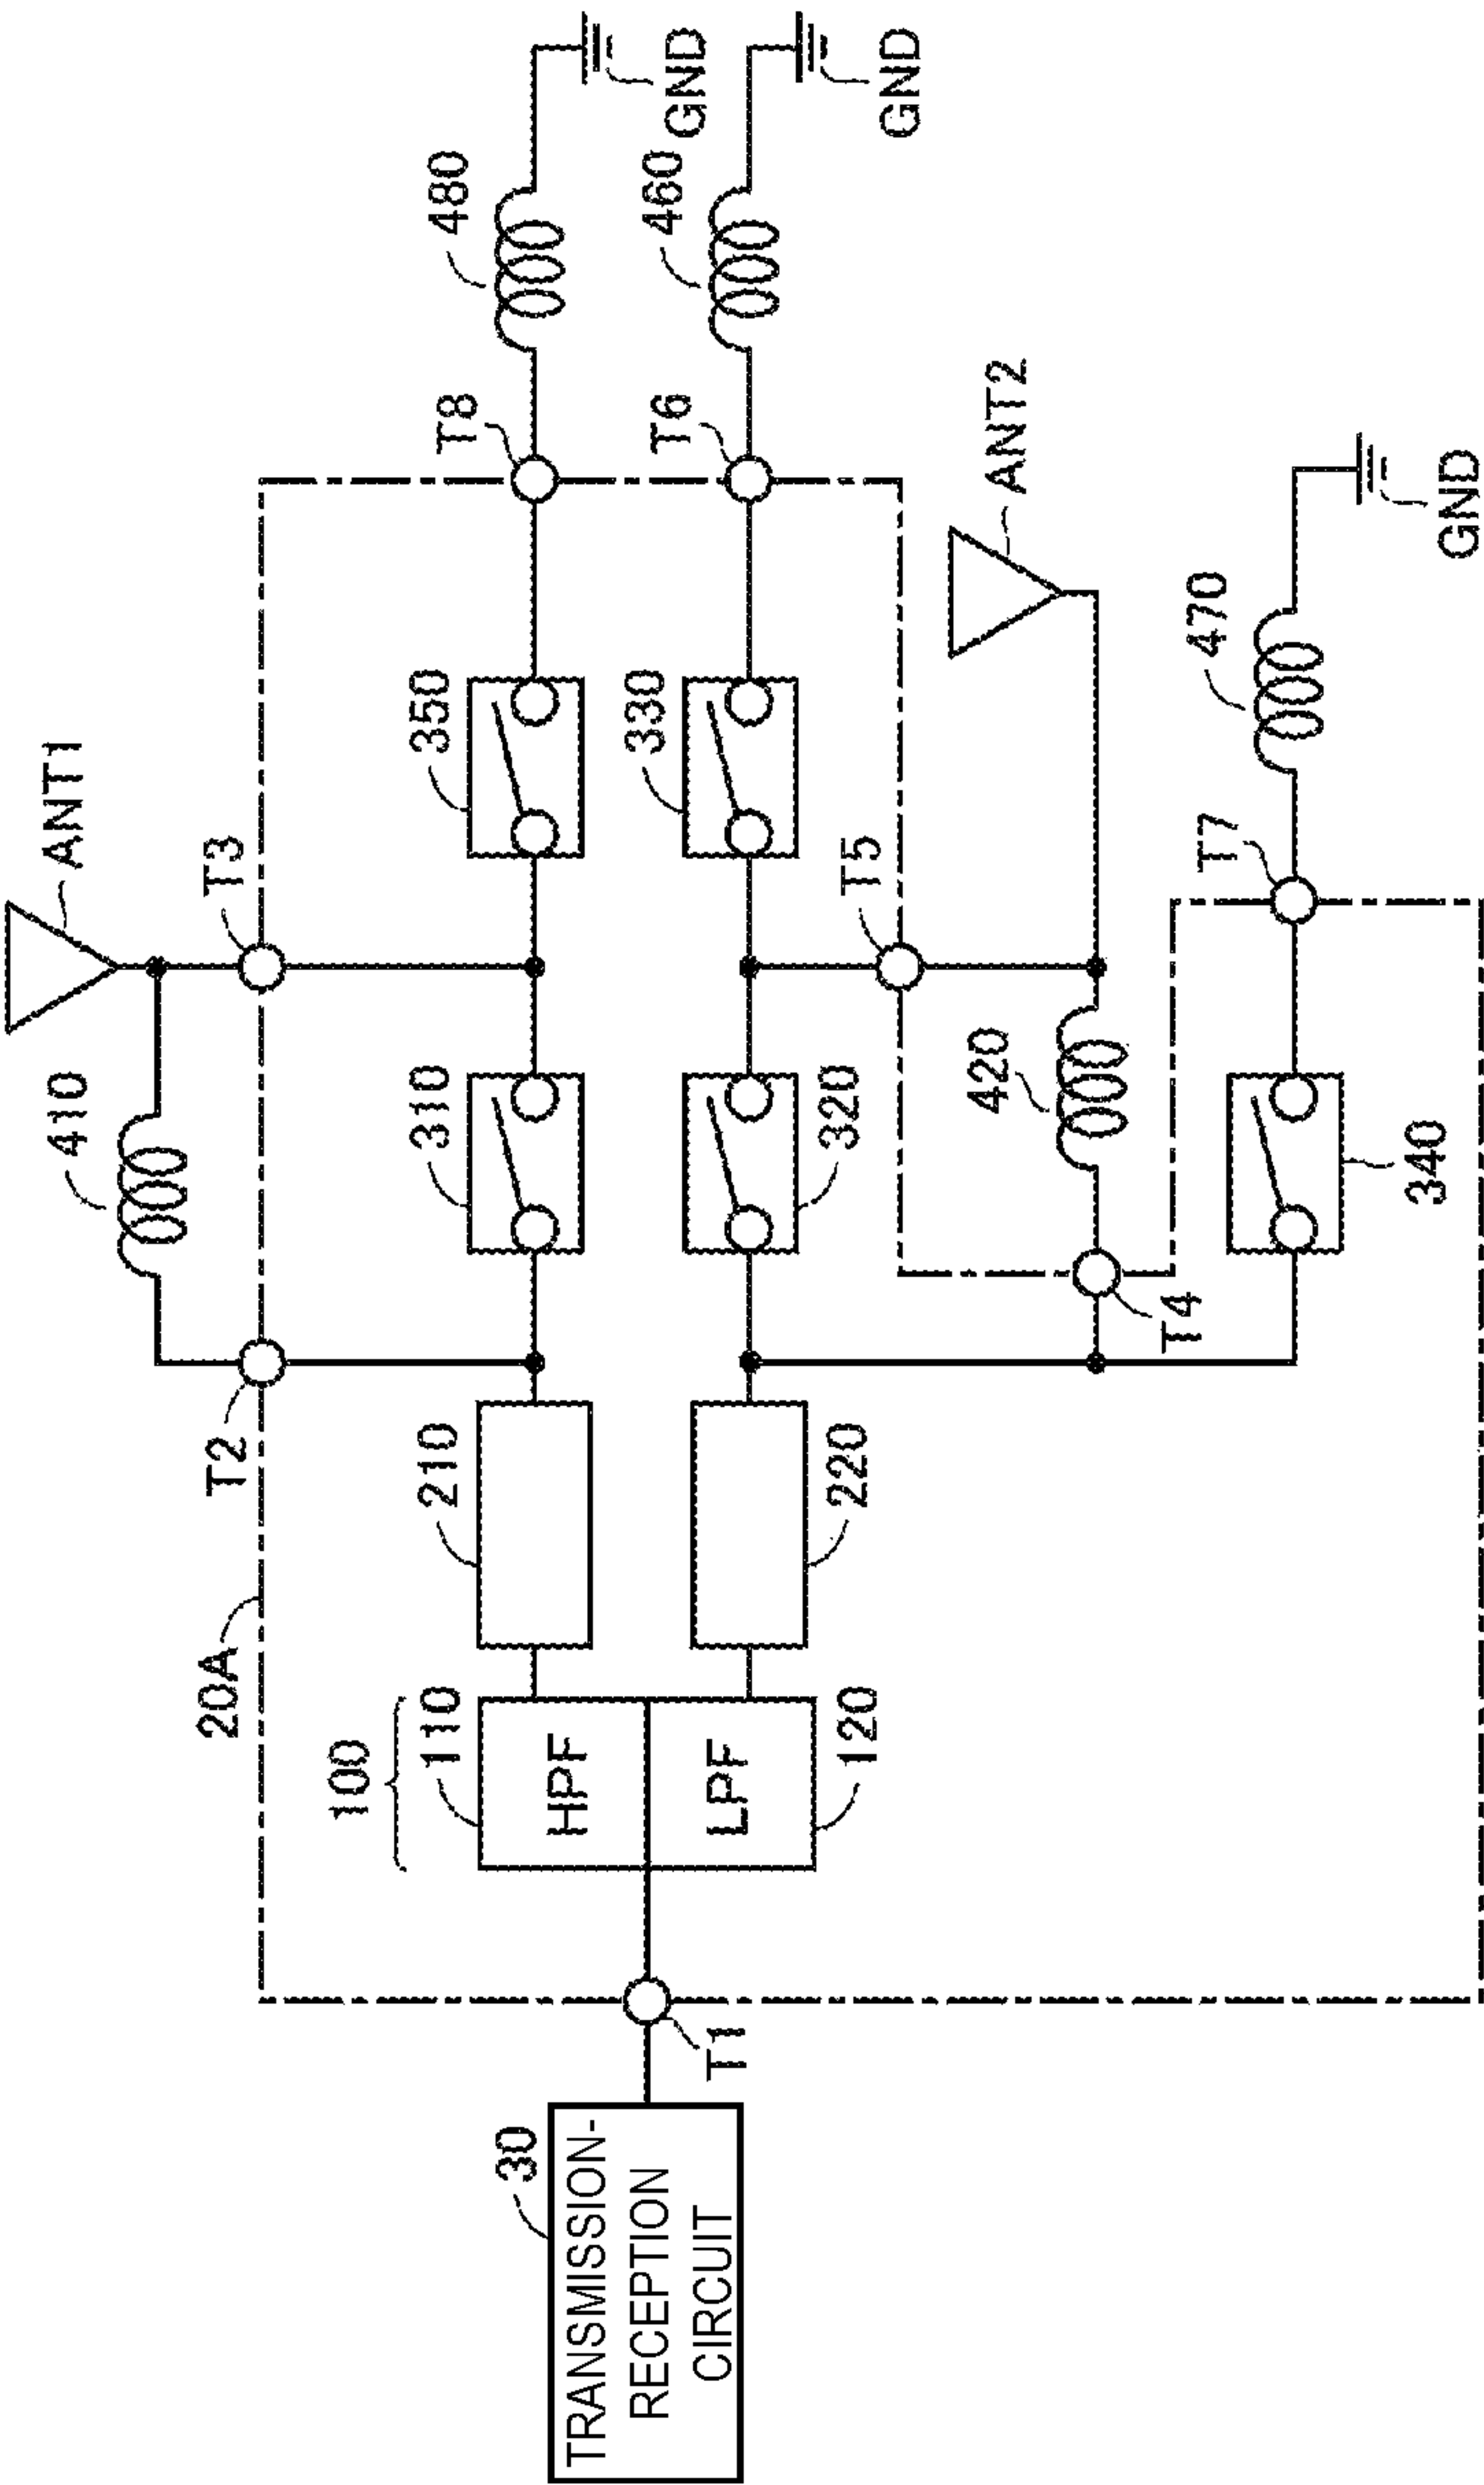 ANT1
410
T2
T3
20A
100
110
HPF
210
310
350
T8
480
GND
30
TRANSMISSION-
RECEPTION
CIRCUIT
T1
LPF
120
220
320
330
T6
460
GND
T5
420
ANT2
T4
340
T7
470
GND